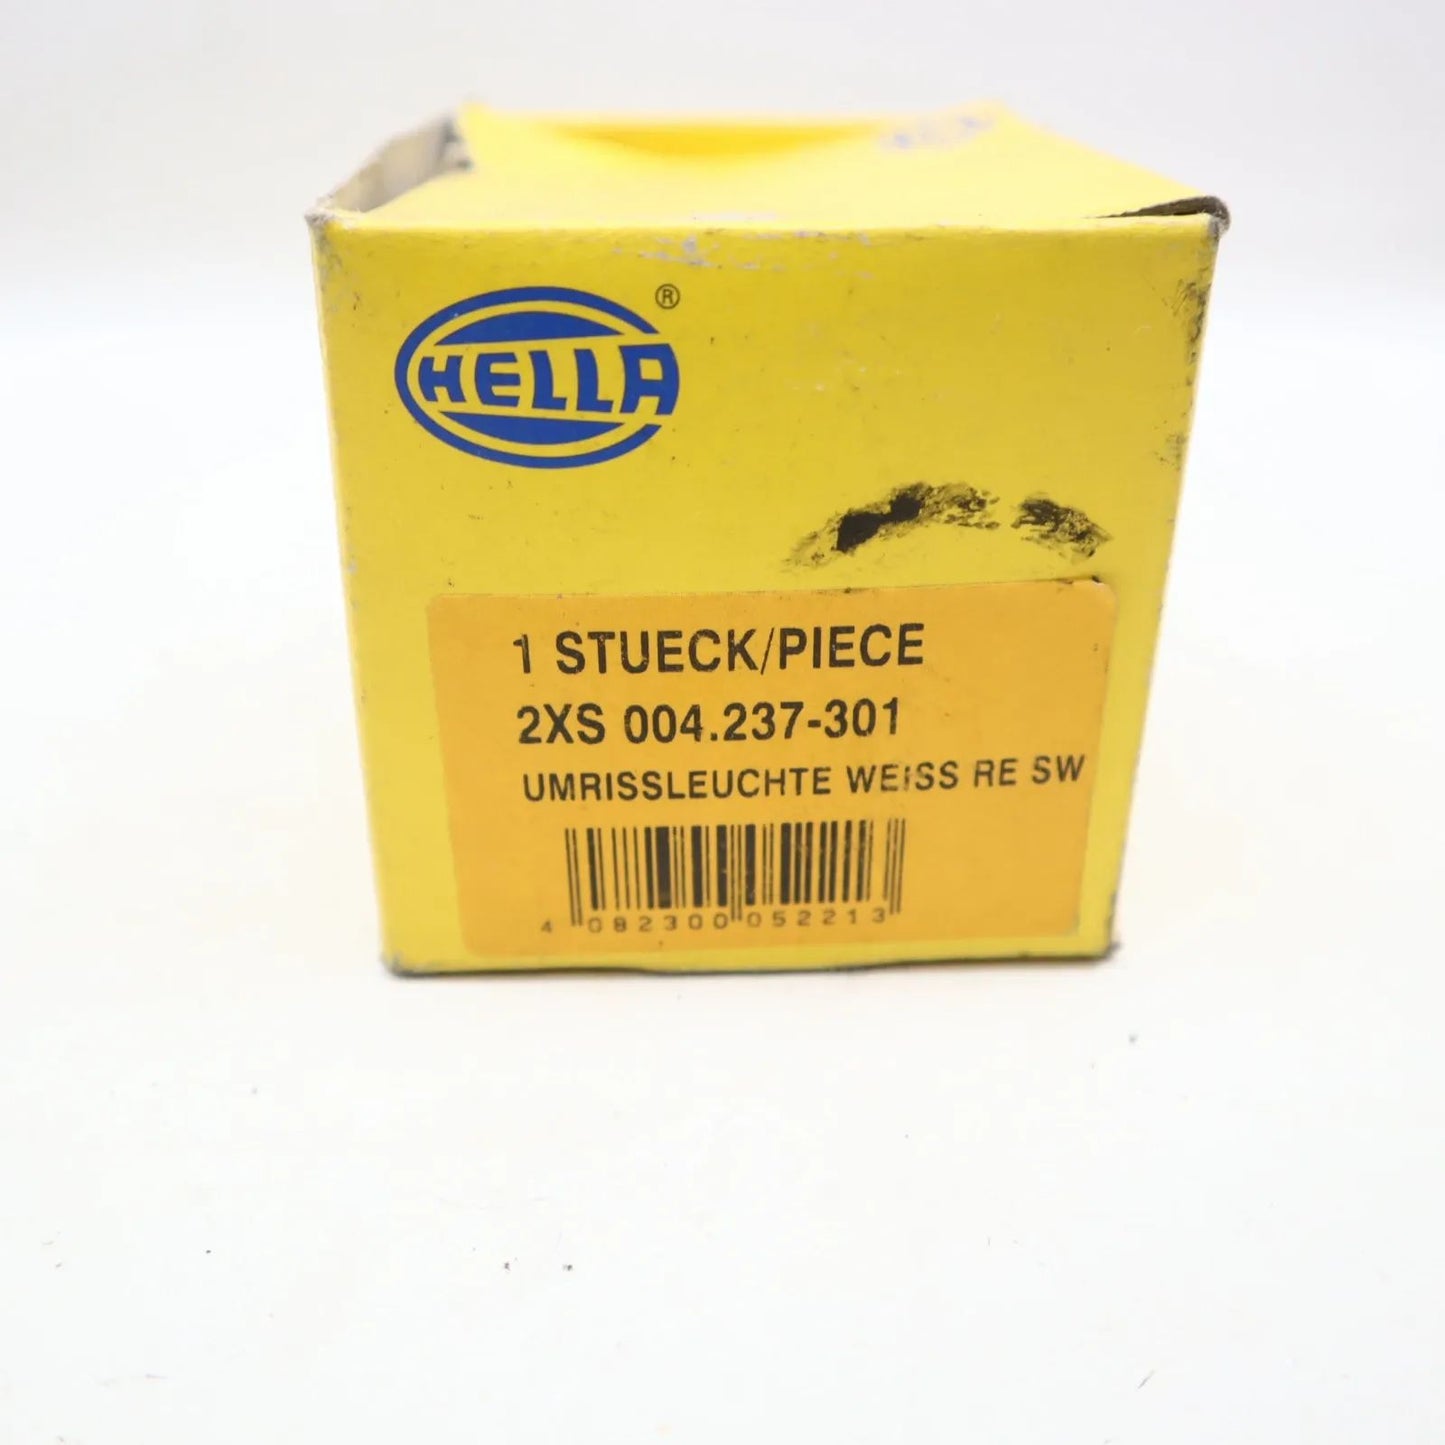 HELLA®
1 STUECK/PIECE
2XS 004.237-301
UMRISSLEUCHTE WEISS RE SW
4 082300 052213